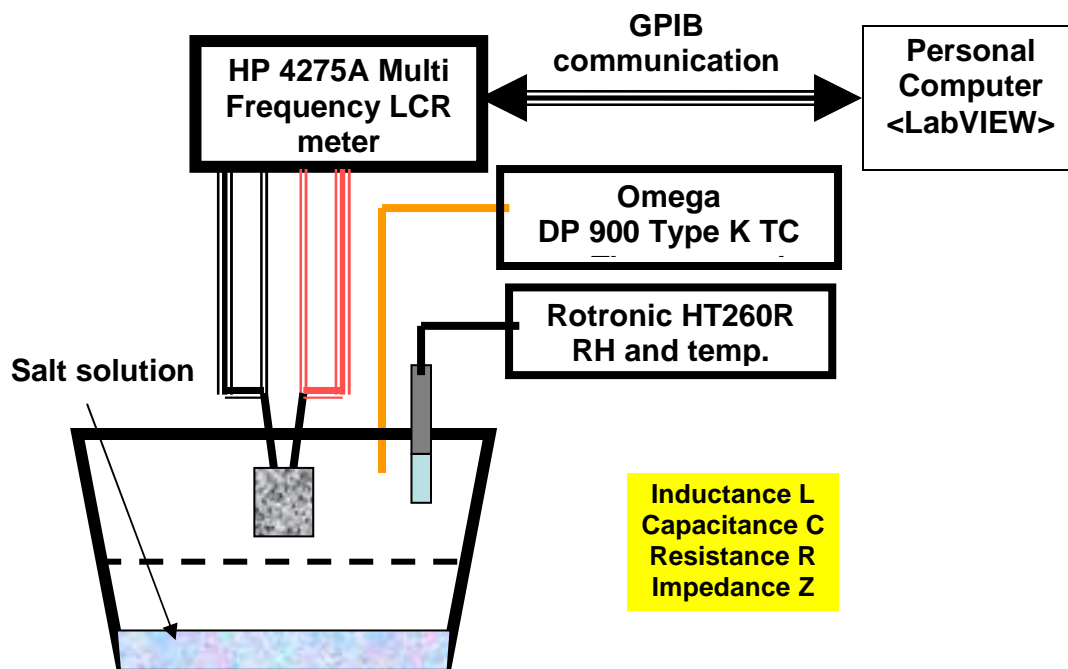 GPIB
communication
HP 4275A Multi
Frequency LCR
meter
Personal
Computer
<LabVIEW>
Omega
DP 900 Type K TC
Rotronic HT260R
RH and temp.
Salt solution
Inductance L
Capacitance C
Resistance R
Impedance Z